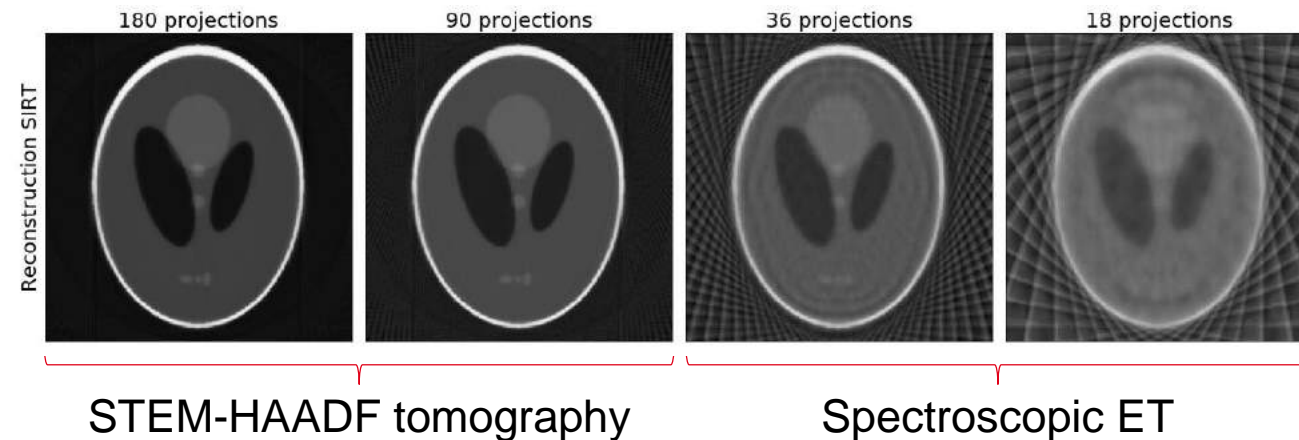 180 projections
90 projections
36 projections
18 projections
Reconstruction SIRT
STEM-HAADF tomography
Spectroscopic ET